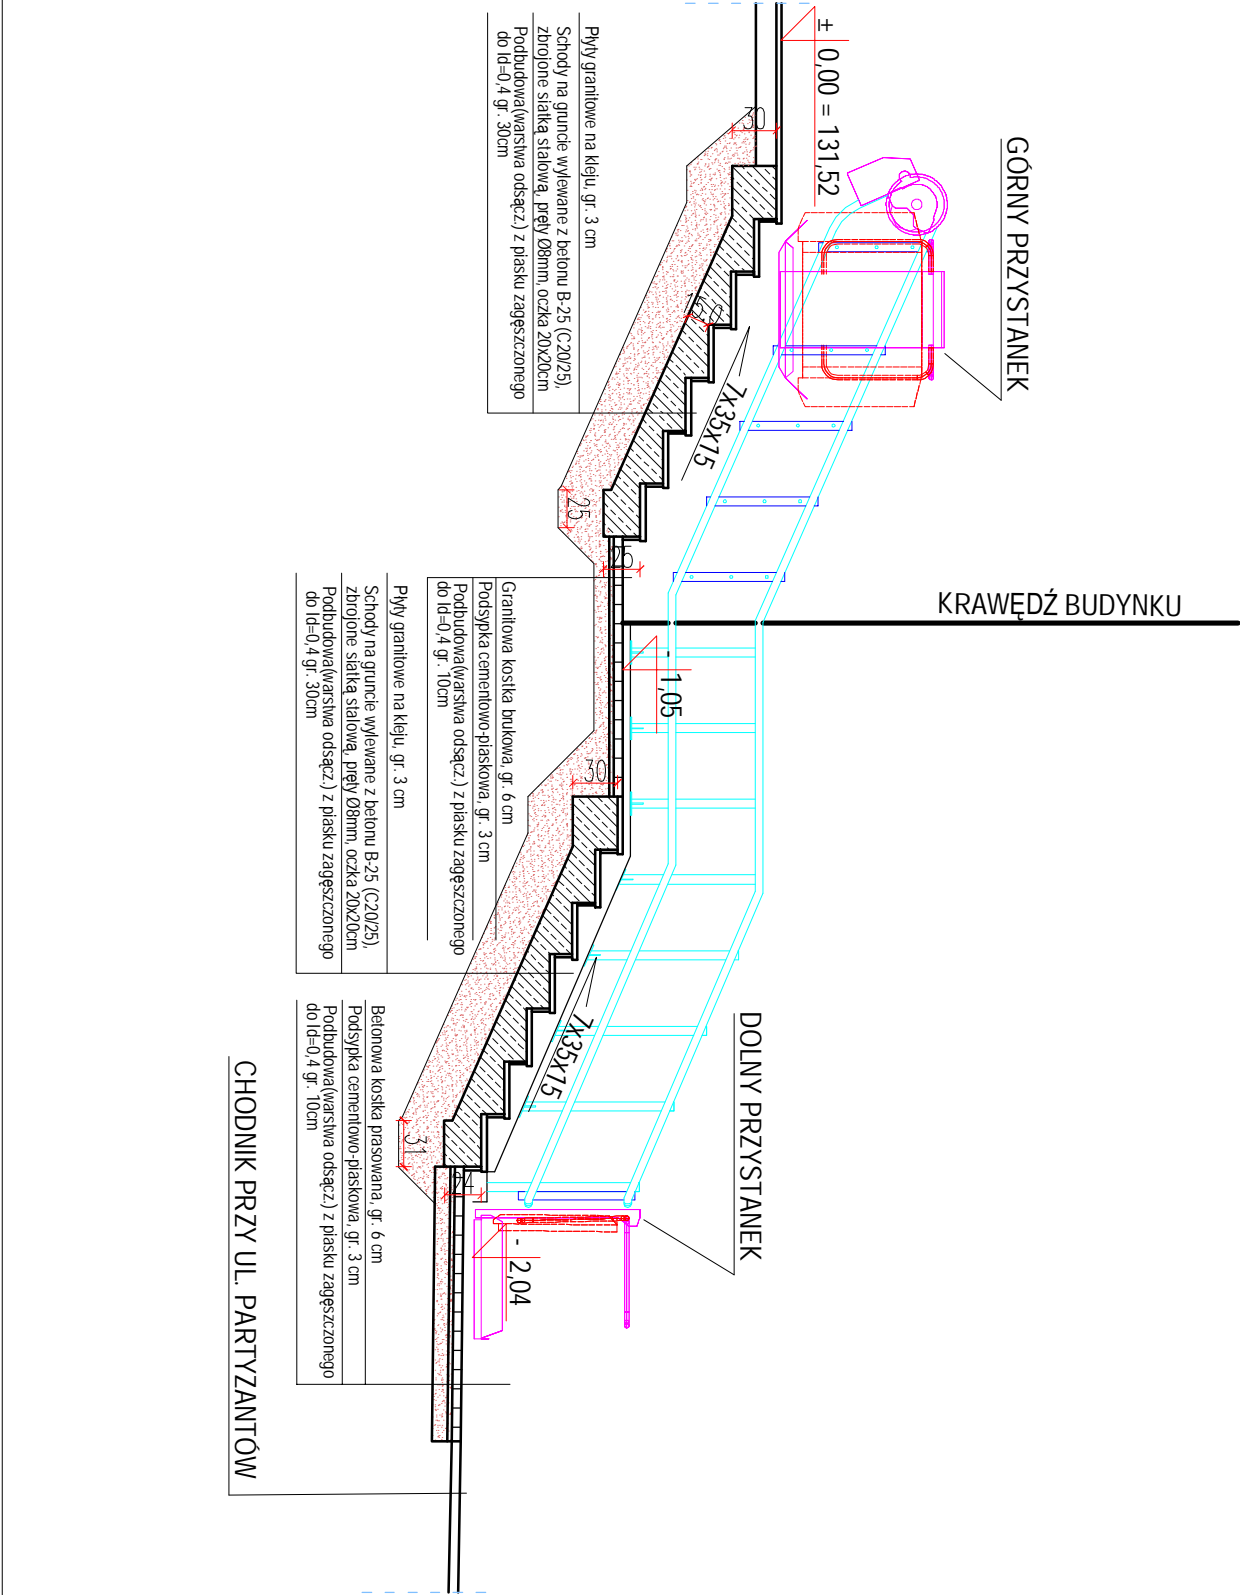 GÓRNY PRZYSTANEK
± 0,00 = 131,52
30
Płyty granitowe na kleju, gr. 3 cm
Schody na gruncie wylewane z betonu B-25 (C20/25),
zbrojone siatką stalową, pręty Ø8mm, oczka 20x20cm
Podbudowa(warstwa odsącz.) z piasku zagęszczonego
do Id=0,4 gr. 30cm
7x35x15
25
KRAWĘDŹ BUDYNKU
- 1,05
30
Granitowa kostka brukowa, gr. 6 cm
Podsypka cementowo-piaskowa, gr. 3 cm
Podbudowa(warstwa odsącz.) z piasku zagęszczonego
do Id=0,4 gr. 10cm
Płyty granitowe na kleju, gr. 3 cm
Schody na gruncie wylewane z betonu B-25 (C20/25),
zbrojone siatką stalową, pręty Ø8mm, oczka 20x20cm
Podbudowa(warstwa odsącz.) z piasku zagęszczonego
do Id=0,4 gr. 30cm
7x35x15
DOLNY PRZYSTANEK
31
24
- 2,04
Betonowa kostka prasowana, gr. 6 cm
Podsypka cementowo-piaskowa, gr. 3 cm
Podbudowa(warstwa odsącz.) z piasku zagęszczonego
do Id=0,4 gr. 10cm
CHODNIK PRZY UL. PARTYZANTÓW